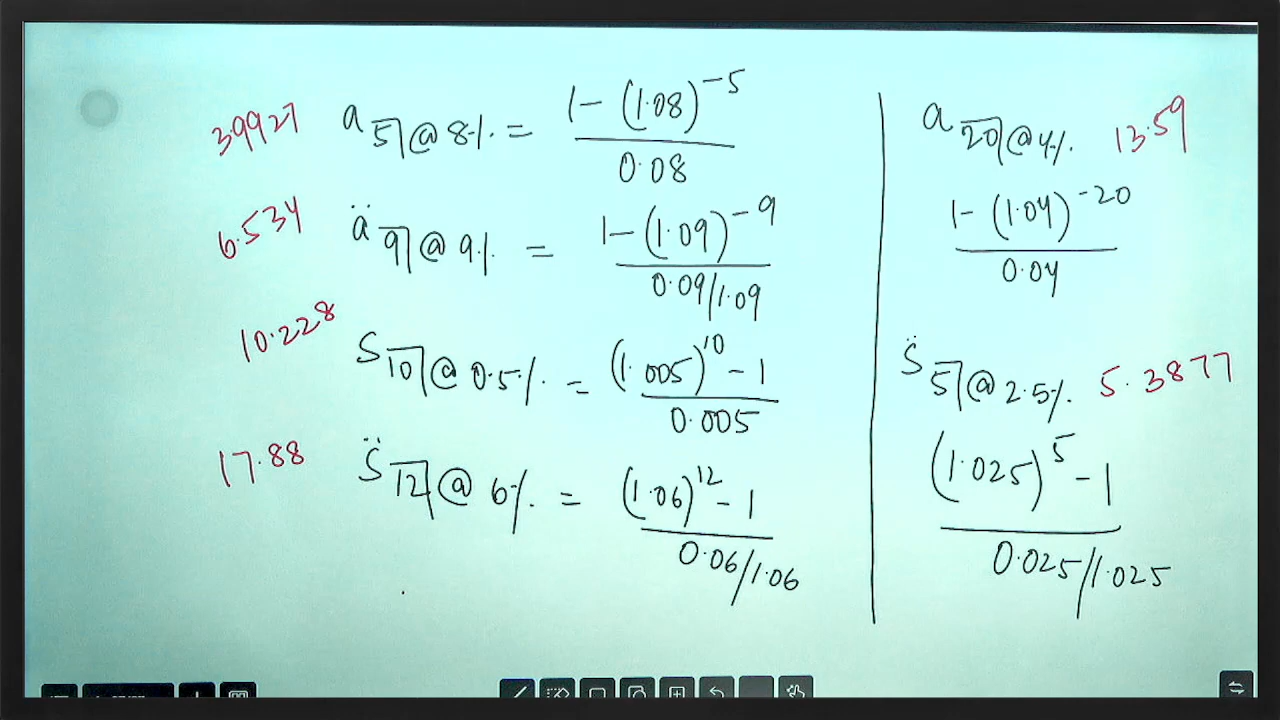 3.9927 a 5⌉ @ 8% = 1 - (1.08)^-5 / 0.08
6.534 ä 9⌉ @ 9% = 1 - (1.09)^-9 / 0.09/1.09
10.228 S 10⌉ @ 0.5% = (1.005)^10 - 1 / 0.005
17.88 S̈ 12⌉ @ 6% = (1.06)^12 - 1 / 0.06/1.06
a 20⌉ @ 4% 13.59
1 - (1.04)^-20 / 0.04
S̈ 5⌉ @ 2.5% 5.3877
(1.025)^5 - 1 / 0.025/1.025